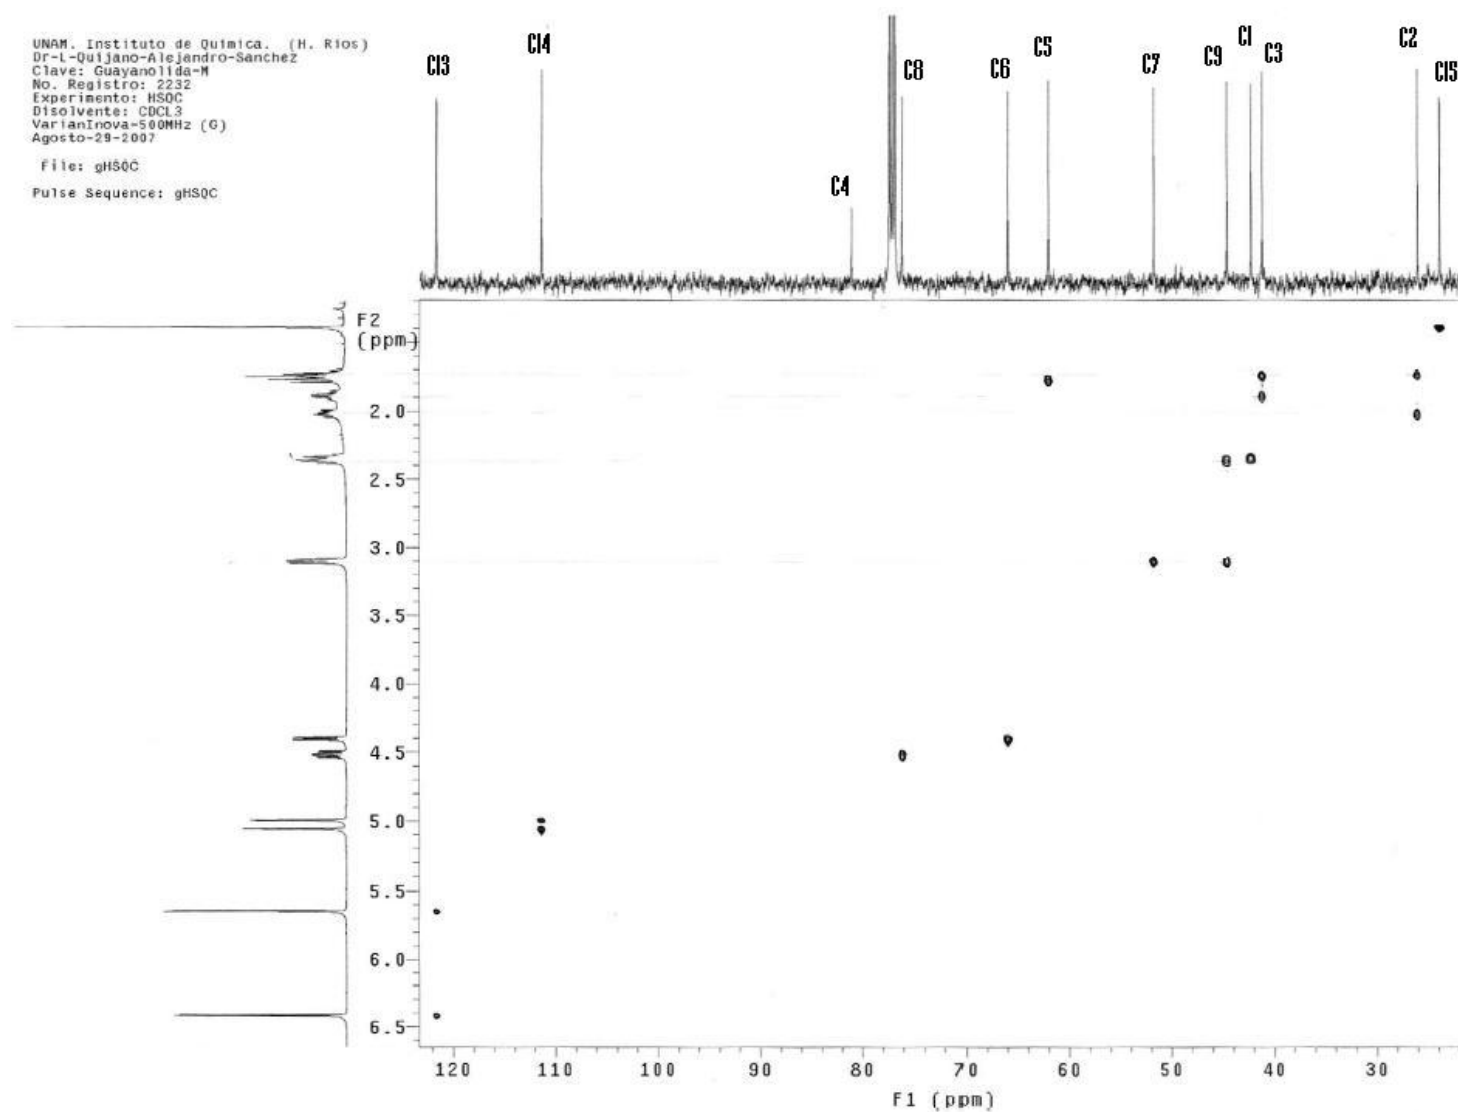 UNAM. Instituto de Quimica. (H. Rios)
Dr-L-Quijano-Alejandro-Sanchez
Clave: Guayanolida-M
No. Registro: 2232
Experimento: HSQC
Disolvente: CDCL3
VarianInova-500MHz (G)
Agosto-29-2007
File: gHSQC
Pulse Sequence: gHSQC
C13
C14
C4
C8
C6
C5
C7
C9
C1
C3
C2
C15
F2
(ppm)
2.0
2.5
3.0
3.5
4.0
4.5
5.0
5.5
6.0
6.5
120 110 100 90 80 70 60 50 40 30
F1 (ppm)